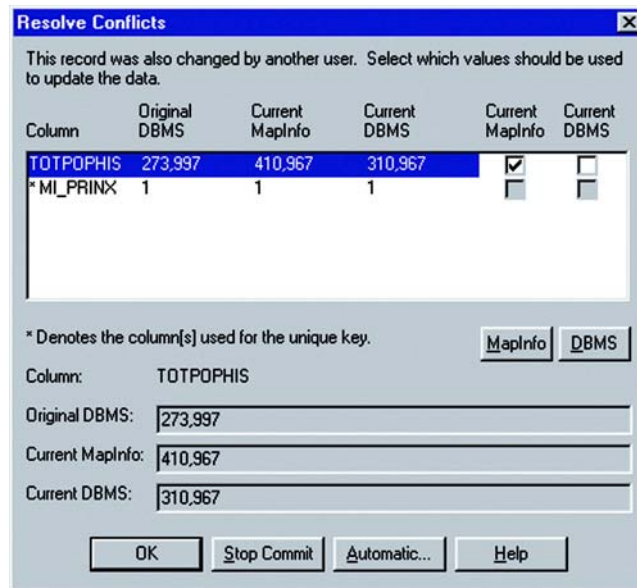 Resolve Conflicts
This record was also changed by another user. Select which values should be used
to update the data.
Column Original DBMS Current MapInfo Current DBMS Current MapInfo Current DBMS
TOTPOPHIS 273,997 410,967 310,967
* MI_PRINX 1 1 1
* Denotes the column[s] used for the unique key.
MapInfo DBMS
Column: TOTPOPHIS
Original DBMS: 273,997
Current MapInfo: 410,967
Current DBMS: 310,967
OK Stop Commit Automatic... Help